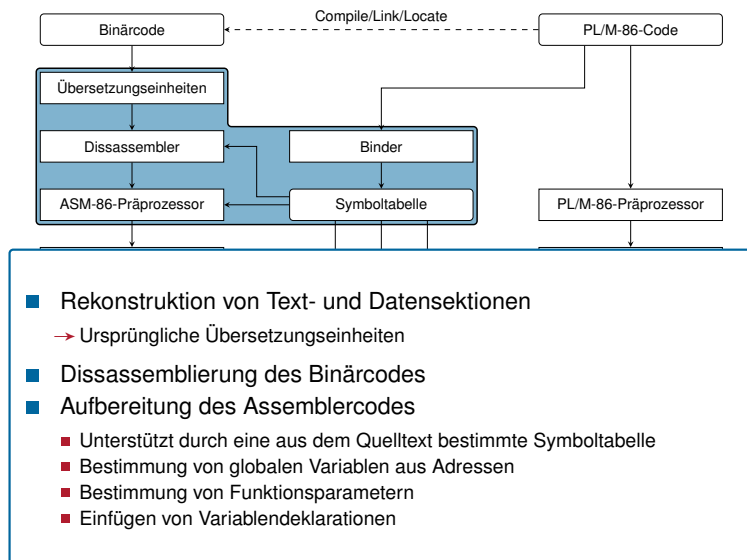 Compile/Link/Locate
Binärcode
PL/M-86-Code
Übersetzungseinheiten
Dissassembler
Binder
ASM-86-Präprozessor
Symboltabelle
PL/M-86-Präprozessor
Rekonstruktion von Text- und Datensektionen
→ Ursprüngliche Übersetzungseinheiten
Dissassemblierung des Binärcodes
Aufbereitung des Assemblercodes
Unterstützt durch eine aus dem Quelltext bestimmte Symboltabelle
Bestimmung von globalen Variablen aus Adressen
Bestimmung von Funktionsparametern
Einfügen von Variablendeklarationen